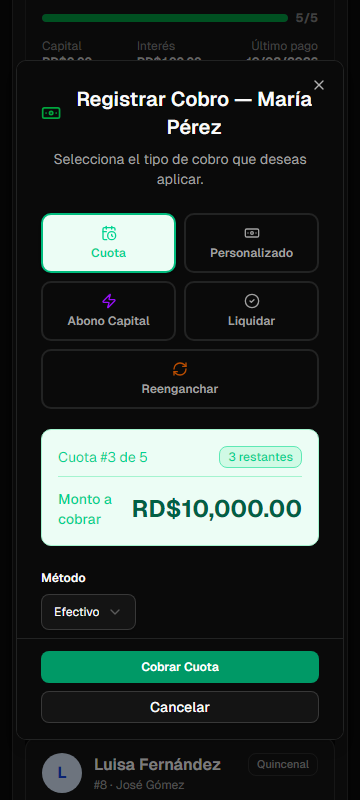 5/5
Capital Interés Último pago
Registrar Cobro — María
Pérez
Selecciona el tipo de cobro que deseas
aplicar.
Cuota Personalizado
Abono Capital Liquidar
Reenganchar
Cuota #3 de 5 3 restantes
Monto a
cobrar RD$10,000.00
Método
Efectivo
Cobrar Cuota
Cancelar
L Luisa Fernández Quincenal
#8 · José Gómez